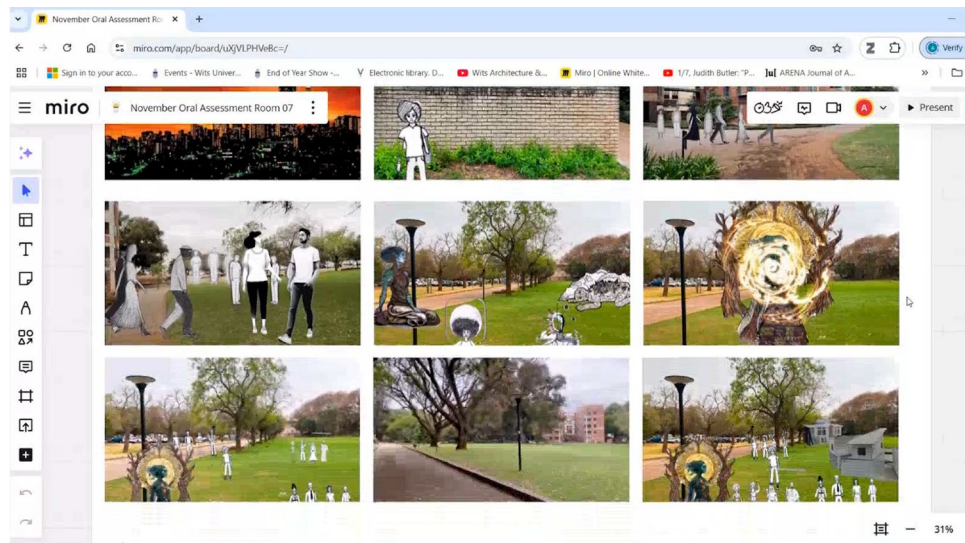 November Oral Assessment Ro
miro.com/app/board/uXjVLPHVeBc=/
Verify
Sign in to your acco...
Events - Wits Univer...
End of Year Show -...
Electronic library. D...
Wits Architecture &...
Miro | Online White...
1/7, Judith Butler: "P...
ARENA Journal of A...
»
miro
November Oral Assessment Room 07
A
Present
31%